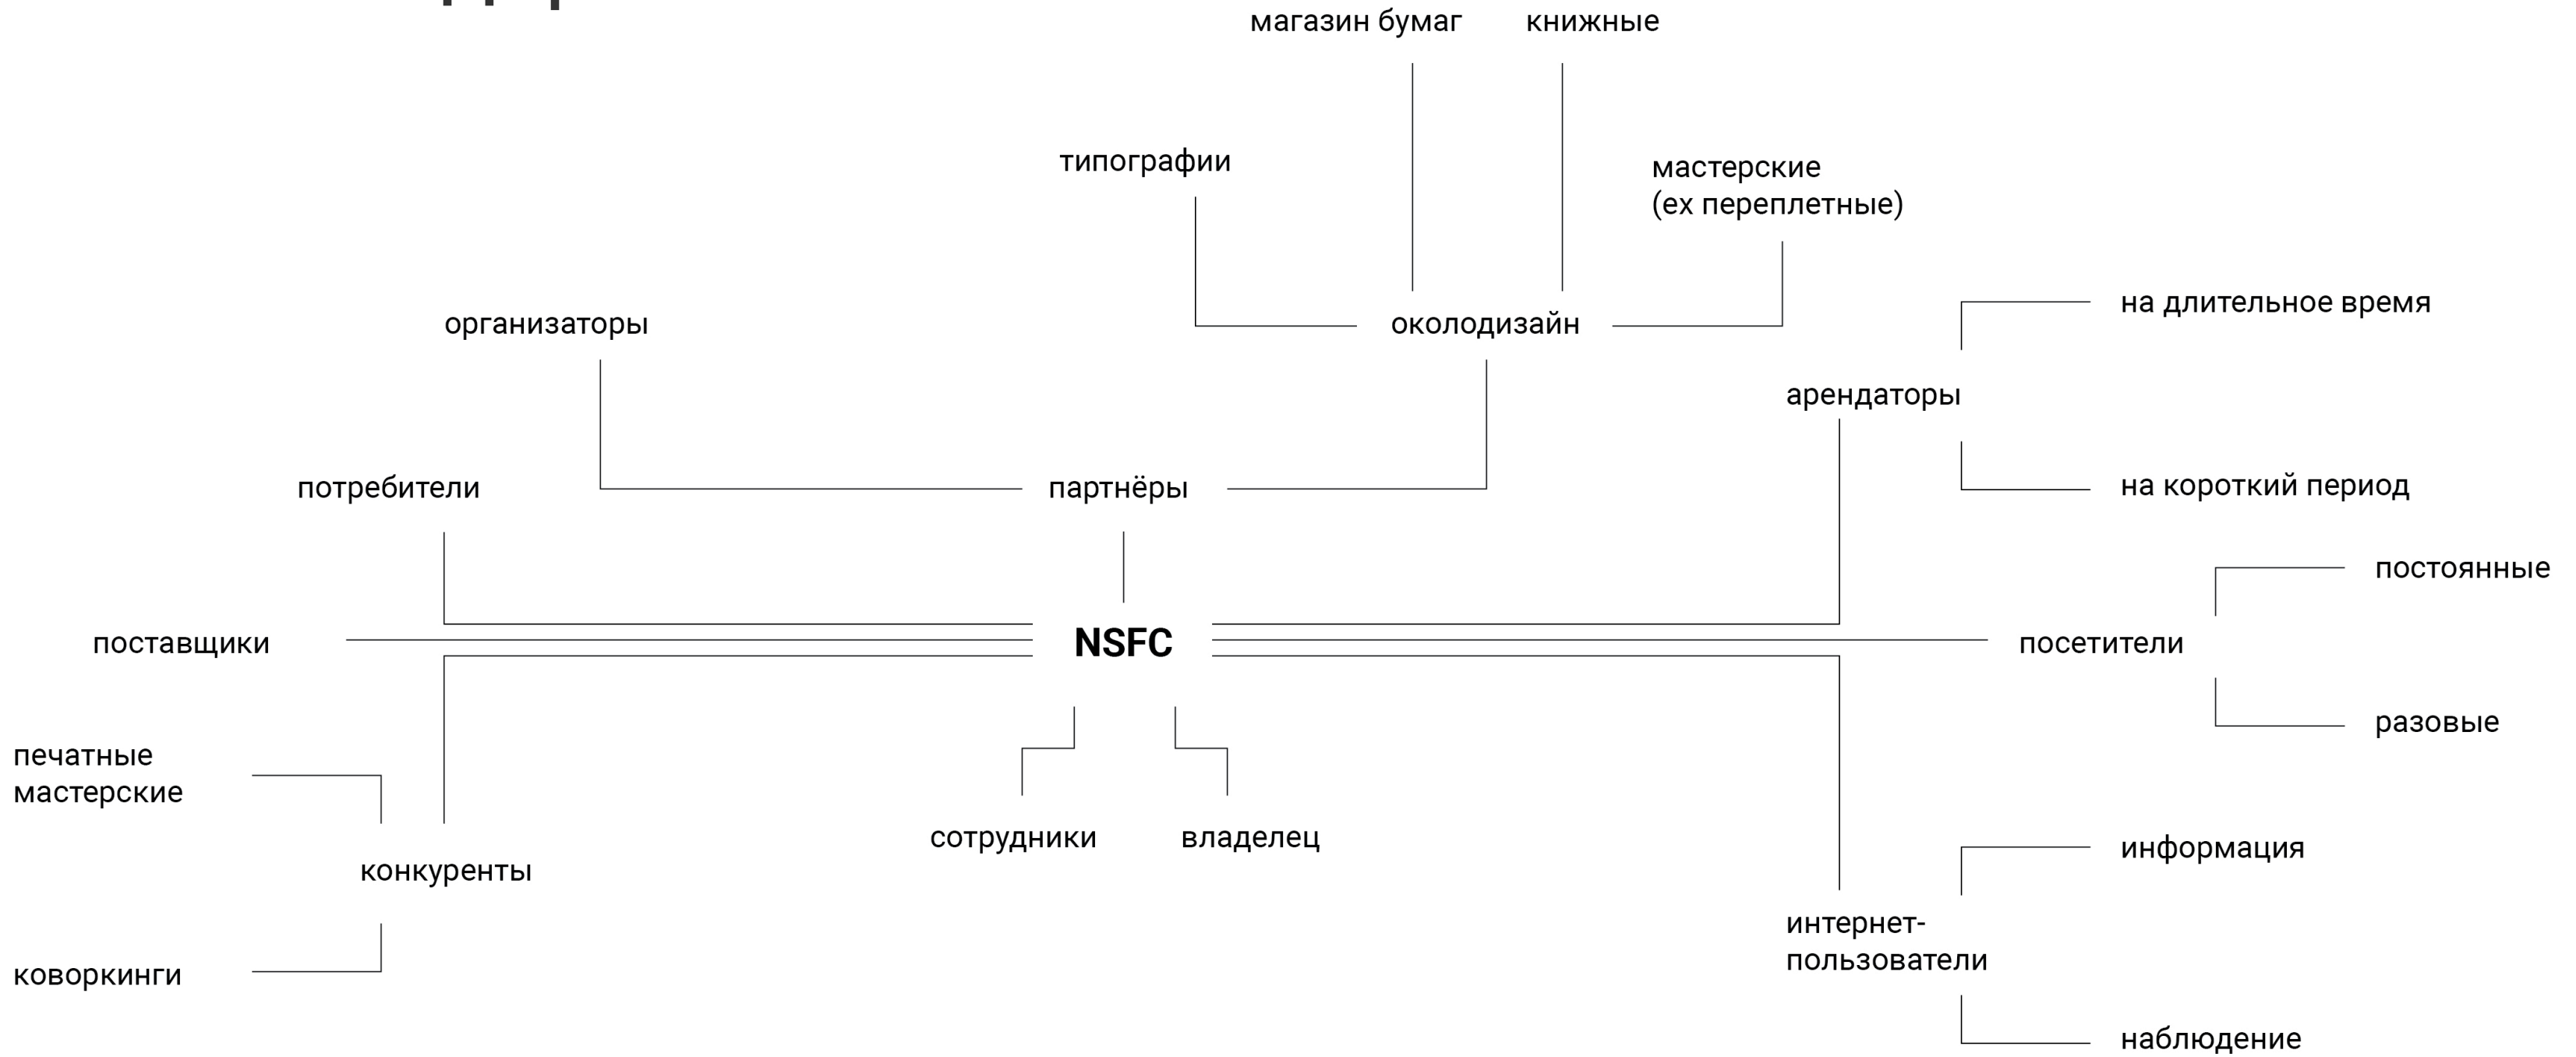 магазин бумаг
книжные
типографии
мастерские
(ex переплетные)
на длительное время
организаторы
околодизайн
арендаторы
потребители
партнёры
на короткий период
постоянные
поставщики
NSFC
посетители
разовые
печатные
мастерские
сотрудники
владелец
информация
конкуренты
интернет-
пользователи
коворкинги
наблюдение